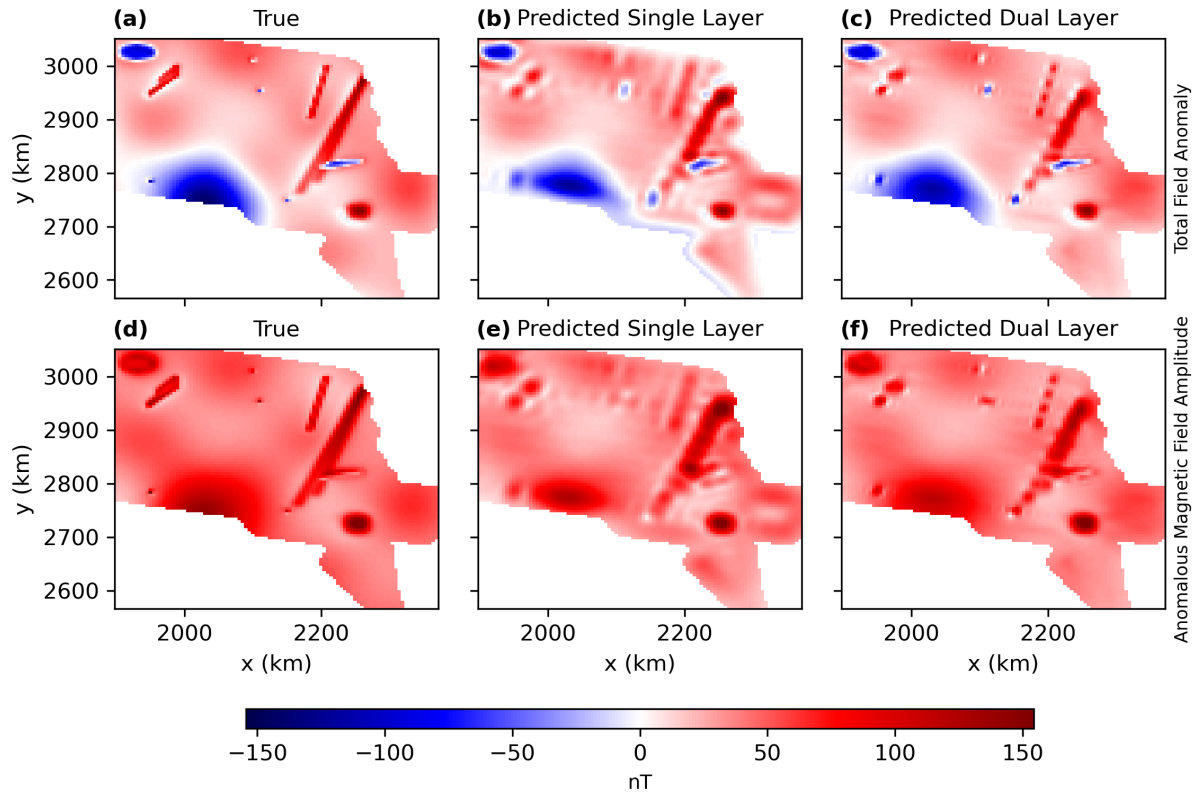 (a) True
(b) Predicted Single Layer
(c) Predicted Dual Layer
3000
2900
2800
2700
2600
y (km)
Total Field Anomaly
(d) True
(e) Predicted Single Layer
(f) Predicted Dual Layer
3000
2900
2800
2700
2600
y (km)
Anomalous Magnetic Field Amplitude
2000 2200
2000 2200
2000 2200
x (km)
x (km)
x (km)
−150 −100 −50 0 50 100 150
nT